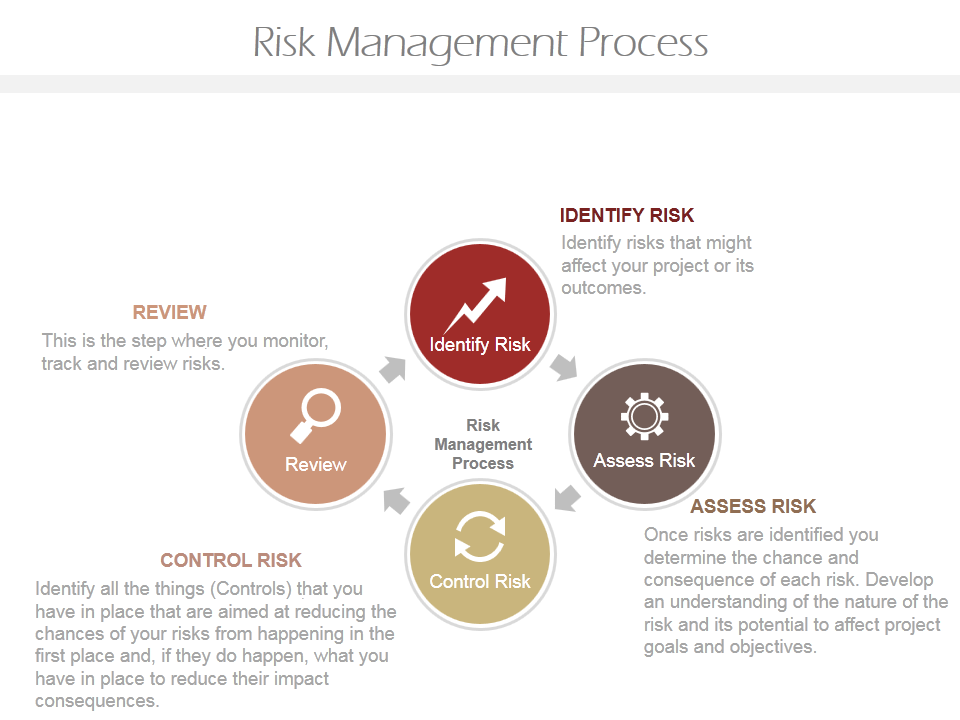 Risk Management Process
IDENTIFY RISK
Identify risks that might
affect your project or its
outcomes.
Identify Risk
REVIEW
This is the step where you monitor,
track and review risks.
Review
Risk
Management
Process
Assess Risk
ASSESS RISK
Once risks are identified you
determine the chance and
consequence of each risk. Develop
an understanding of the nature of the
risk and its potential to affect project
goals and objectives.
Control Risk
CONTROL RISK
Identify all the things (Controls) that you
have in place that are aimed at reducing the
chances of your risks from happening in the
first place and, if they do happen, what you
have in place to reduce their impact
consequences.